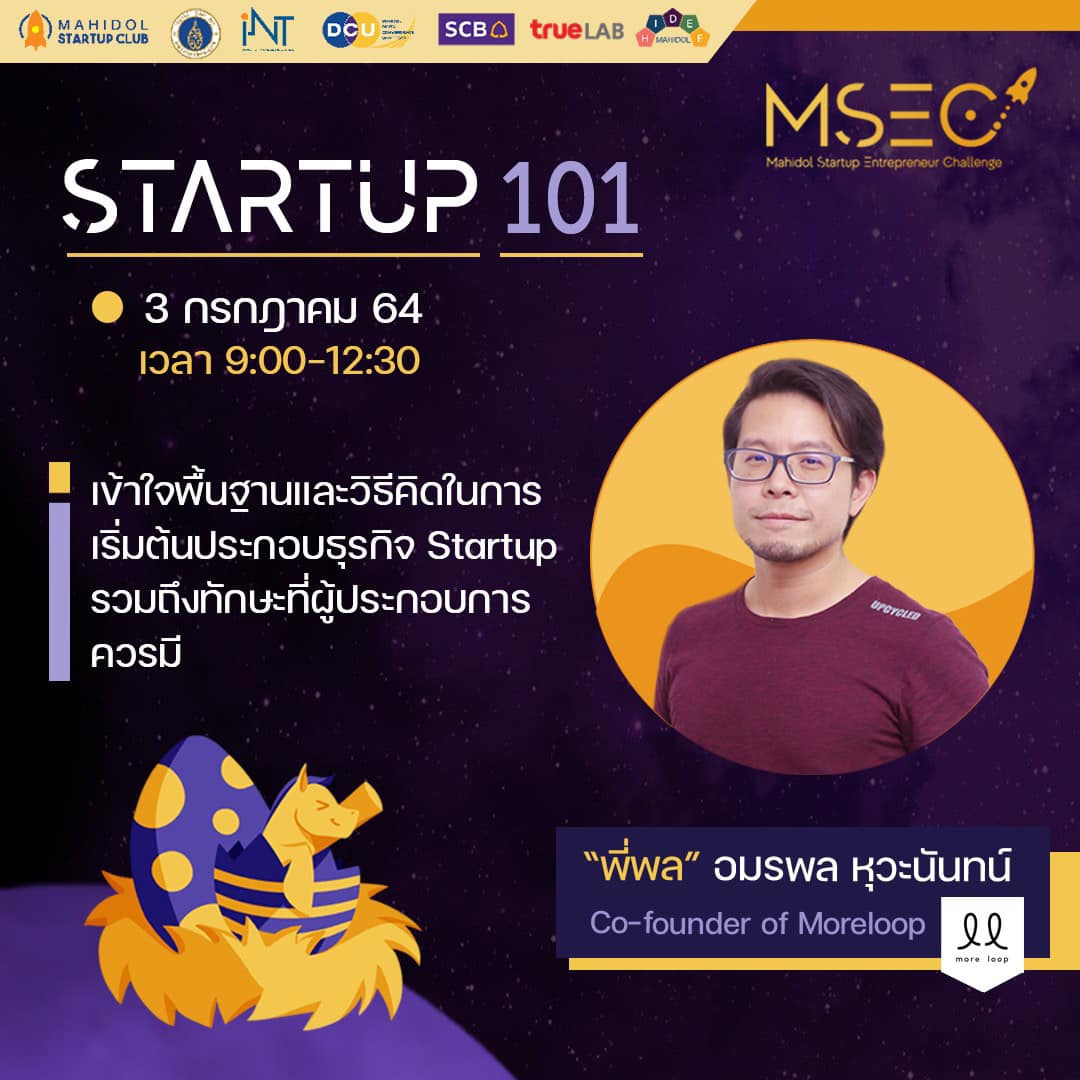 MAHIDOL
STARTUP CLUB
iNT
DCU
SCB
true LAB
HIDEF
MAHIDOL
MSEC
Mahidol Startup Entrepreneur Challenge
STARTUP 101
3 กรกฎาคม 64
เวลา 9:00-12:30
เข้าใจพื้นฐานและวิธีคิดในการ
เริ่มต้นประกอบธุรกิจ Startup
รวมถึงทักษะที่ผู้ประกอบการ
ควรมี
UPCYCLED
“พี่พล” อมรพล หุวะนันทน์
Co-founder of Moreloop
more loop